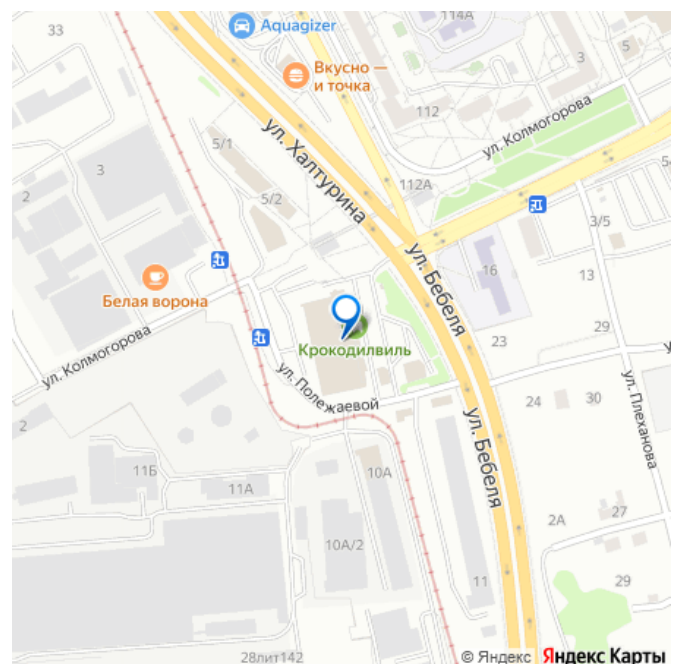 33
Aquagizer
114А
5
3
Вкусно —
и точка
112
ул. Колмогорова
5/1
ул. Халтурина
3
2
5/2
112А
3/5
16
13
Белая ворона
ул. Бебеля
29
Крокодилвиль
23
ул. Колмогорова
ул. Полежаевой
ул. Плеханова
24
30
2
ул. Бебеля
11Б
10А
11А
27
2А
10А/2
11
29
28лит142
© Яндекс Яндекс Карты